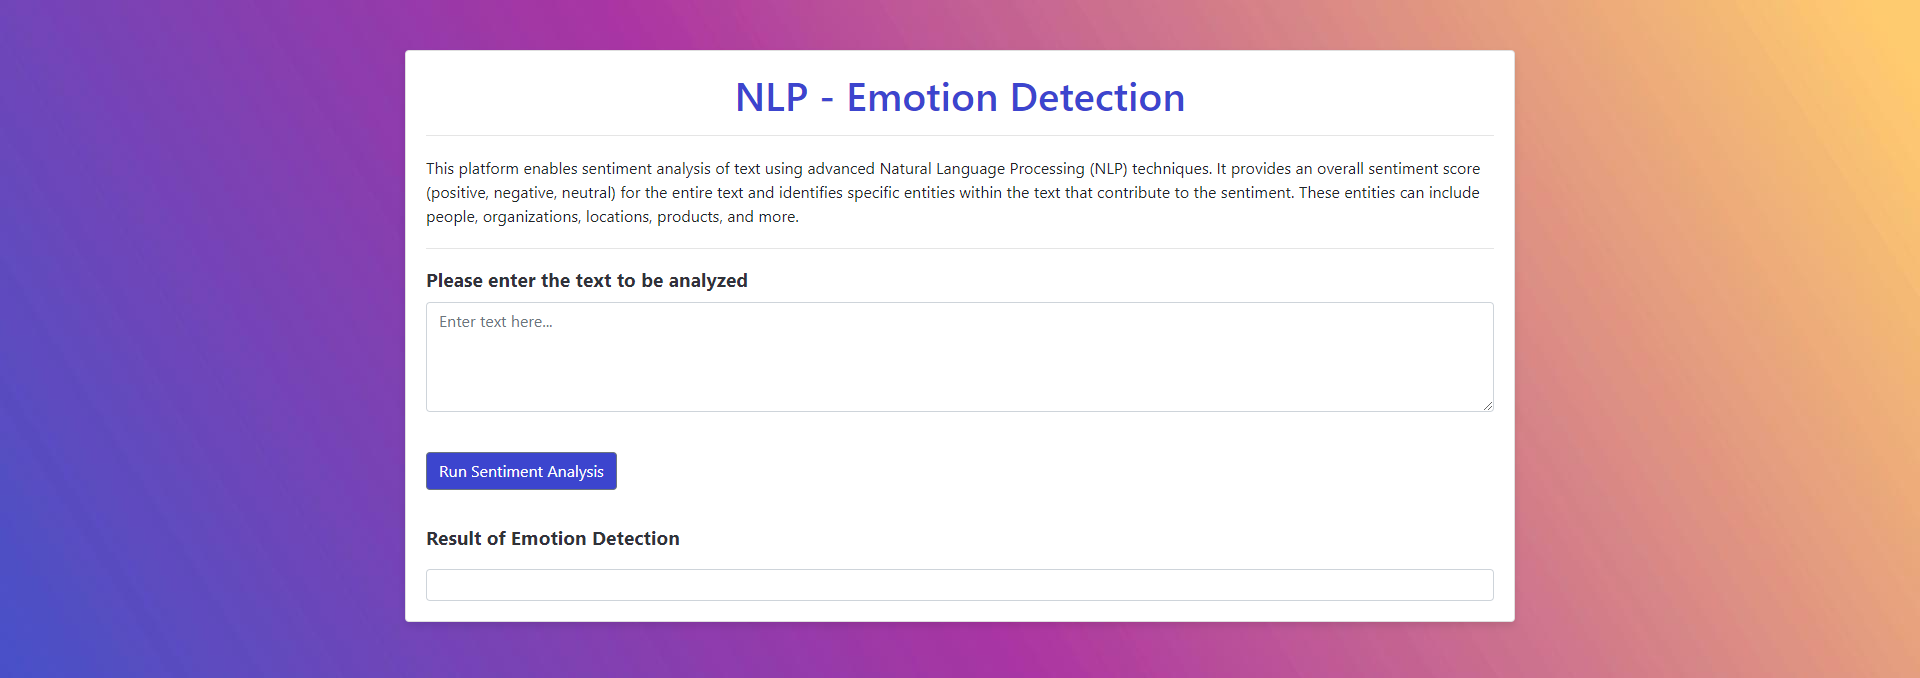 NLP - Emotion Detection
This platform enables sentiment analysis of text using advanced Natural Language Processing (NLP) techniques. It provides an overall sentiment score
(positive, negative, neutral) for the entire text and identifies specific entities within the text that contribute to the sentiment. These entities can include
people, organizations, locations, products, and more.
Please enter the text to be analyzed
Enter text here...
Run Sentiment Analysis
Result of Emotion Detection